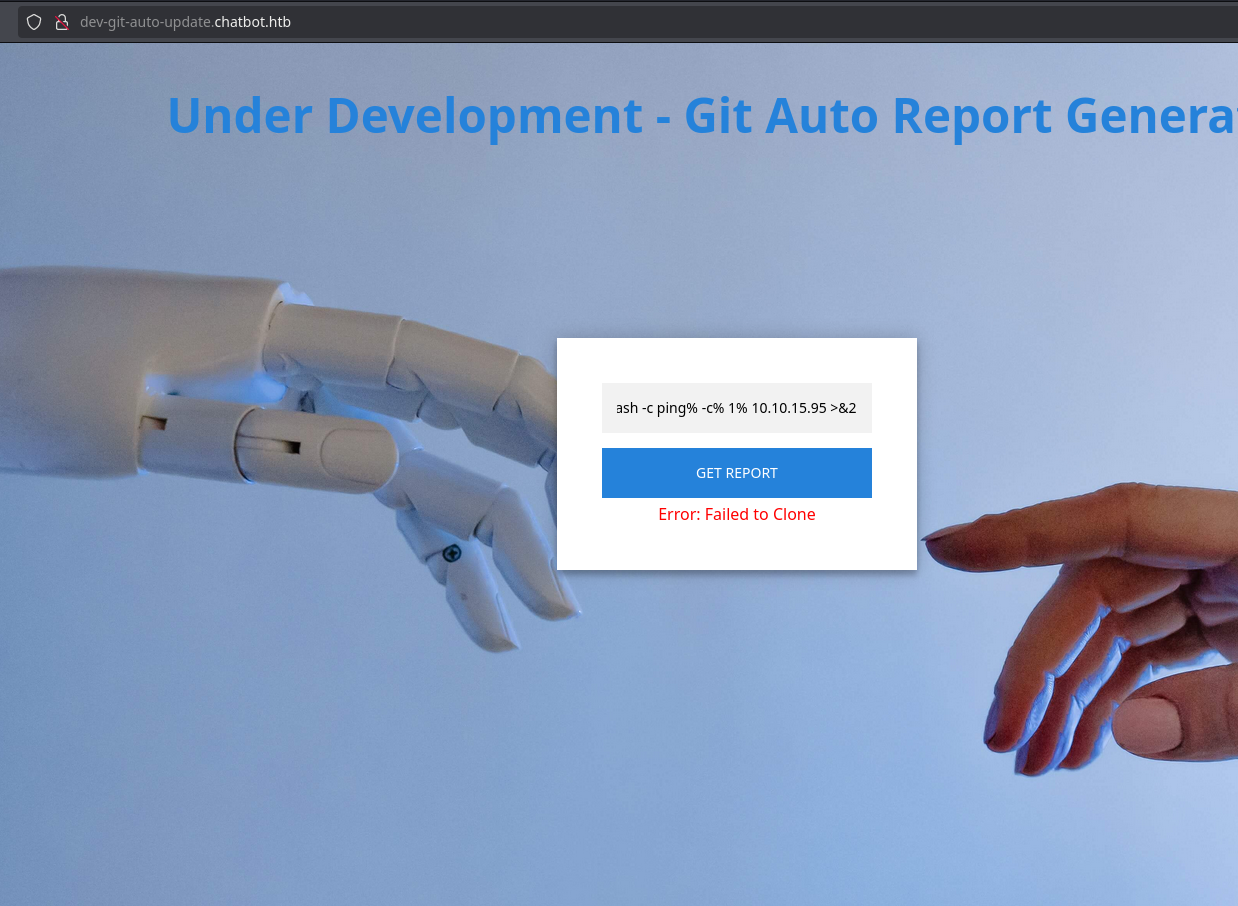 dev-git-auto-update.chatbot.htb
Under Development - Git Auto Report Genera
ash -c ping% -c% 1% 10.10.15.95 >&2
GET REPORT
Error: Failed to Clone